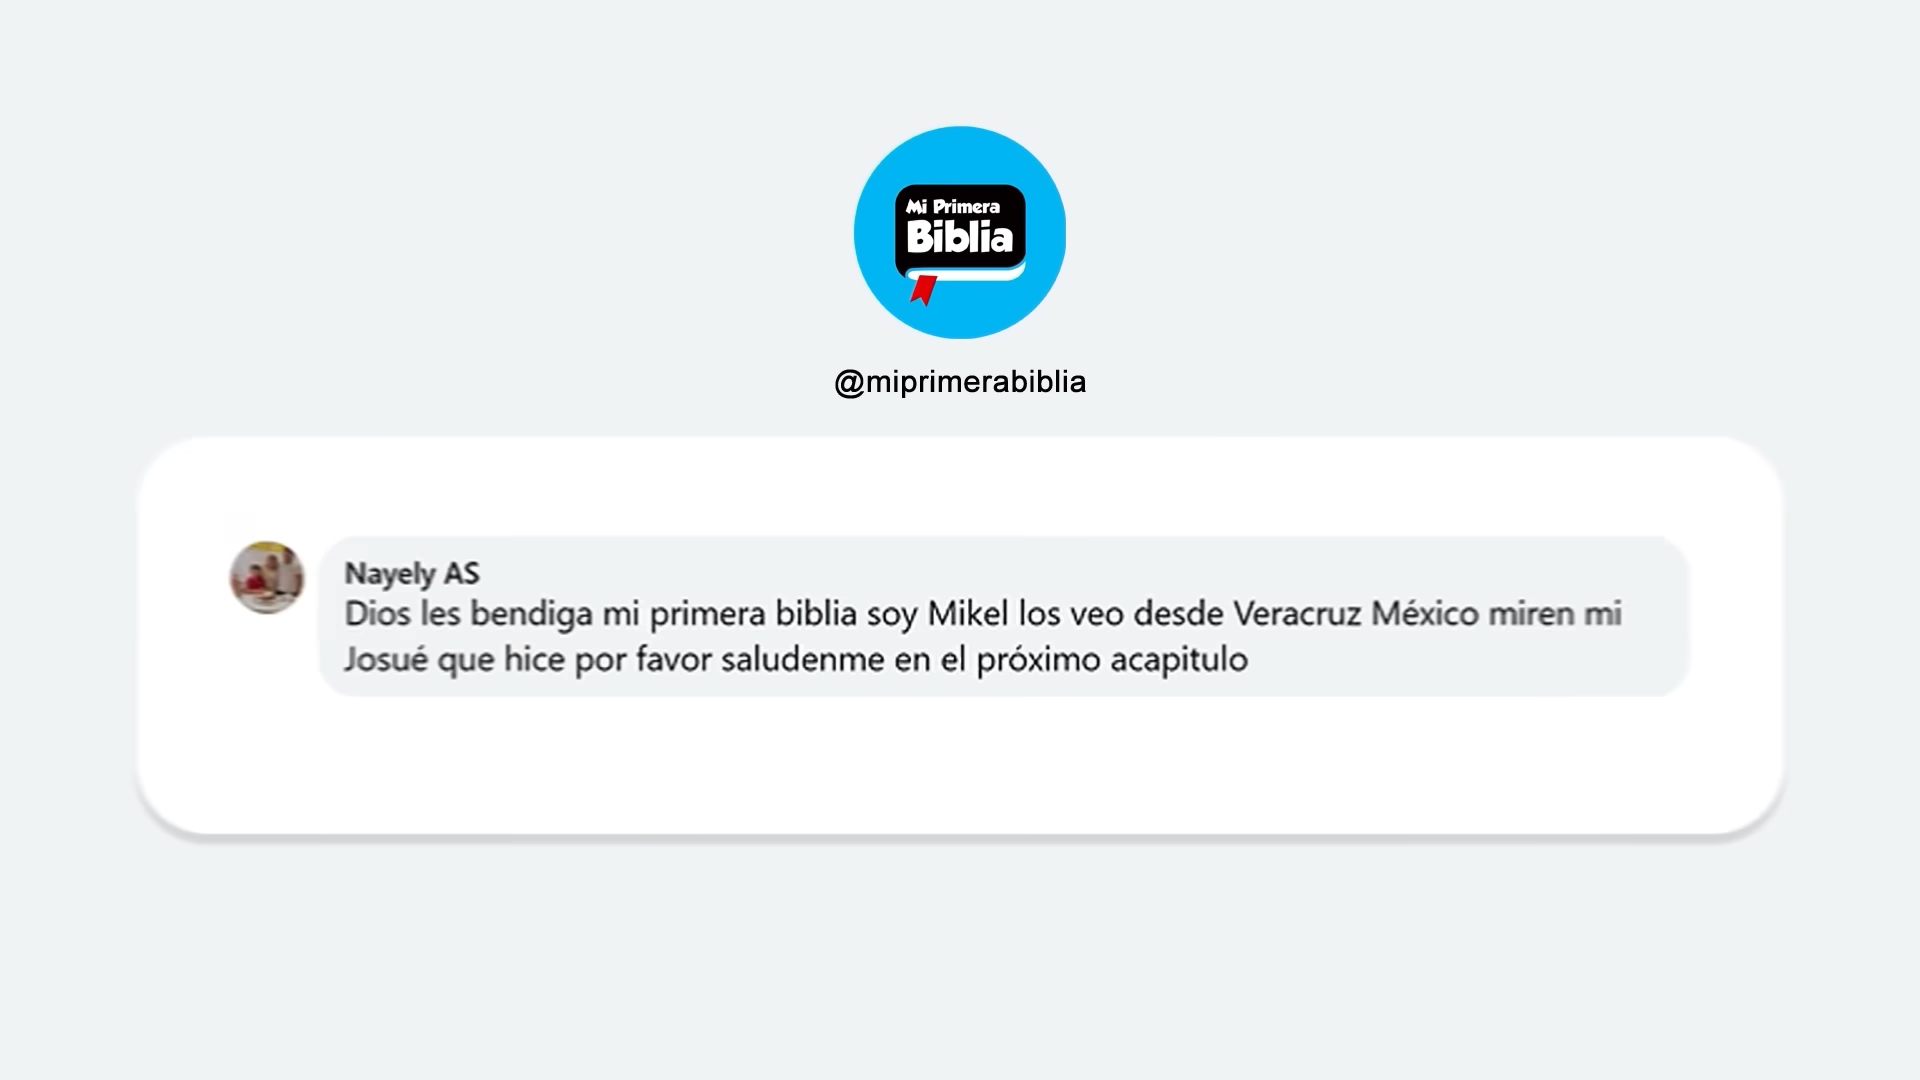 Mi Primera
Biblia
@miprimerabiblia
Nayely AS
Dios les bendiga mi primera biblia soy Mikel los veo desde Veracruz México miren mi
Josué que hice por favor saludenme en el próximo acapitulo